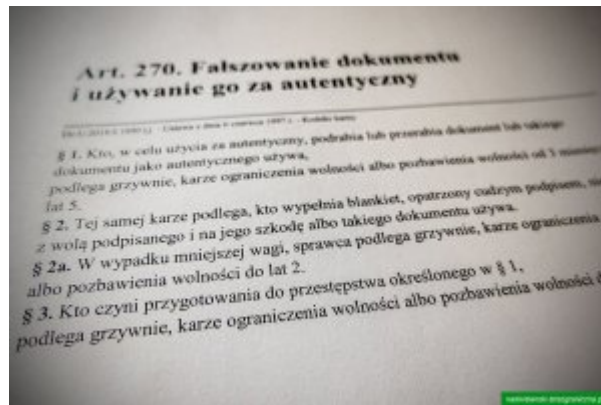 Art. 270. Fałszowanie dokumentu
i używanie go za autentyczny
§ 1. Kto, w celu użycia za autentyczny, podrabia lub przerabia dokument lub takiego
dokumentu jako autentycznego używa,
podlega grzywnie, karze ograniczenia wolności albo pozbawienia wolności od 3
lat 5.
§ 2. Tej samej karze podlega, kto wypełnia blankiet, opatrzony cudzym podpisem,
z wolą podpisanego i na jego szkodę albo takiego dokumentu używa.
§ 2a. W wypadku mniejszej wagi, sprawca podlega grzywnie, karze ograniczenia
albo pozbawienia wolności do lat 2.
§ 3. Kto czyni przygotowania do przestępstwa określonego w § 1,
podlega grzywnie, karze ograniczenia wolności albo pozbawienia wolności